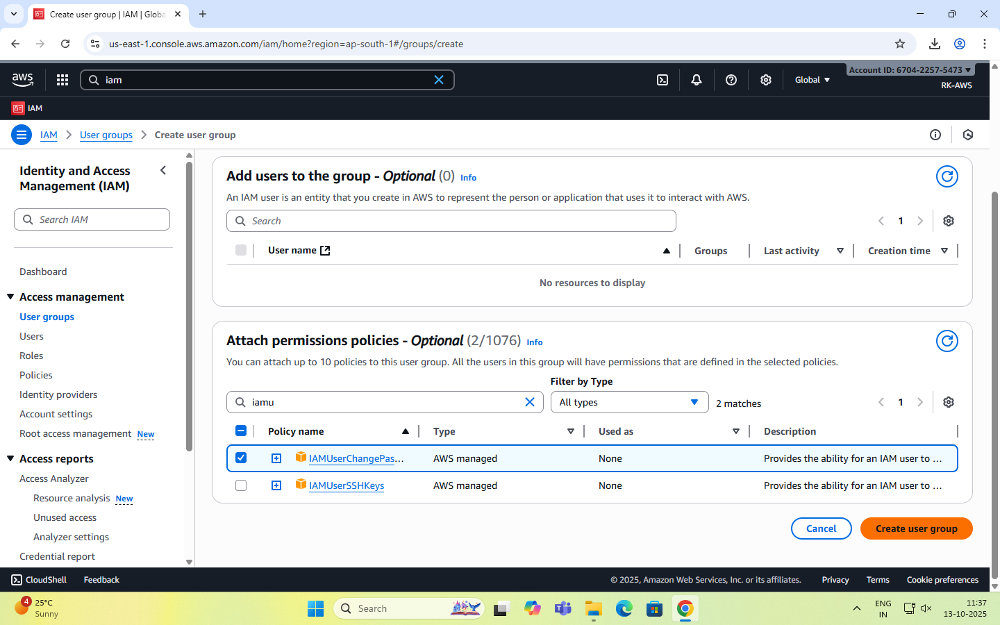 Create user group | IAM | Globa
us-east-1.console.aws.amazon.com/iam/home?region=ap-south-1#/groups/create
aws
iam
Global
Account ID: 6704-2257-5473
RK-AWS
IAM
IAM
User groups
Create user group
Identity and Access
Management (IAM)
Search IAM
Dashboard
Access management
User groups
Users
Roles
Policies
Identity providers
Account settings
Root access management New
Access reports
Access Analyzer
Resource analysis New
Unused access
Analyzer settings
Credential report
Add users to the group - Optional (0) Info
An IAM user is an entity that you create in AWS to represent the person or application that uses it to interact with AWS.
Search
1
User name
Groups
Last activity
Creation time
No resources to display
Attach permissions policies - Optional (2/1076) Info
You can attach up to 10 policies to this user group. All the users in this group will have permissions that are defined in the selected policies.
Filter by Type
iamu
All types
2 matches
1
Policy name
Type
Used as
Description
IAMUserChangePas... AWS managed None Provides the ability for an IAM user to ...
IAMUserSSHKeys AWS managed None Provides the ability for an IAM user to ...
Cancel
Create user group
CloudShell
Feedback
© 2025, Amazon Web Services, Inc. or its affiliates.
Privacy
Terms
Cookie preferences
4
25°C
Sunny
Search
ENG
IN
11:37
13-10-2025